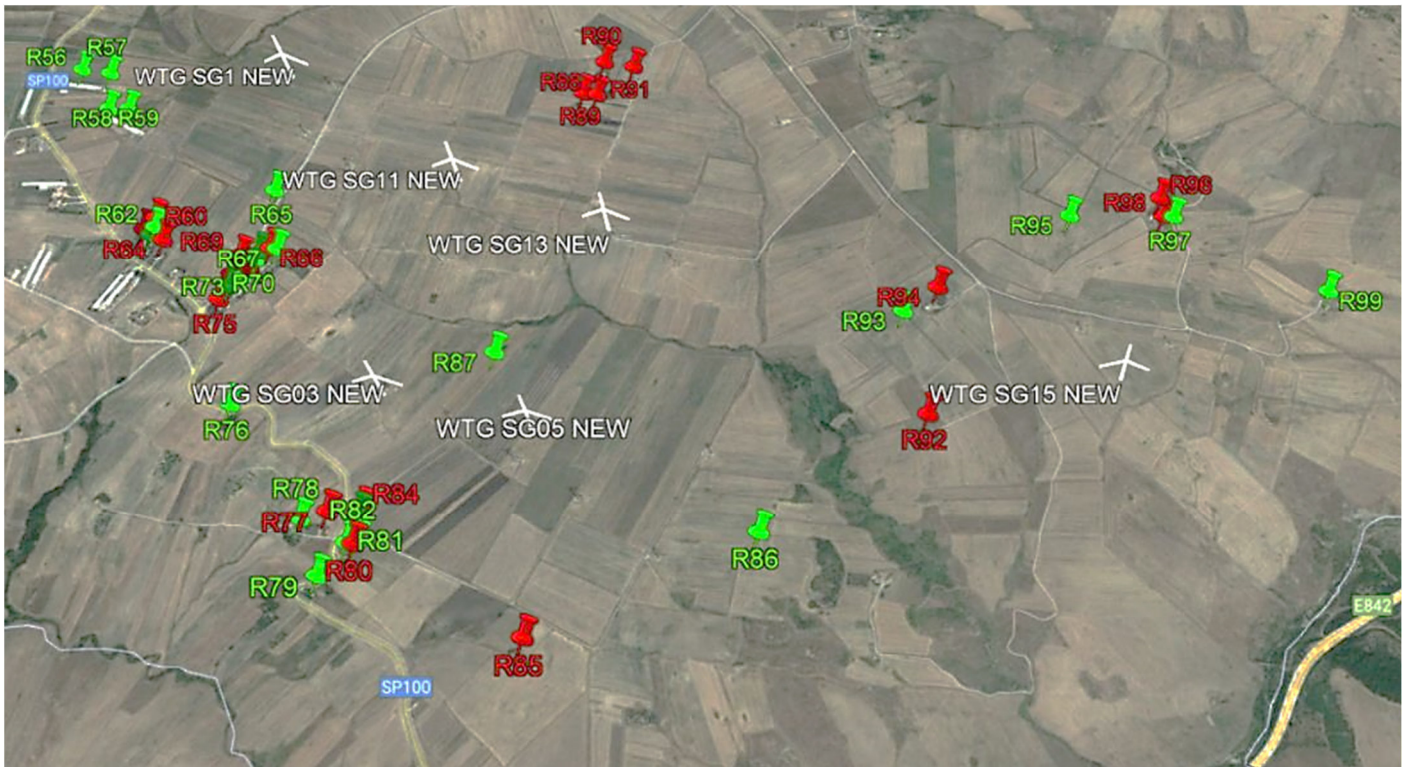 R90
R56
R57
WTG SG1 NEW
SP100
R88
R91
R89
R58
R59
WTG SG11 NEW
R96
R98
R62
R60
R65
R95
R97
R64
R69
WTG SG13 NEW
R67
R66
R73
R70
R94
R99
R75
R93
R87
WTG SG03 NEW
WTG SG15 NEW
R76
WTG SG05 NEW
R92
R78
R84
R77
R82
R81
R86
R80
R79
E842
R85
SP100